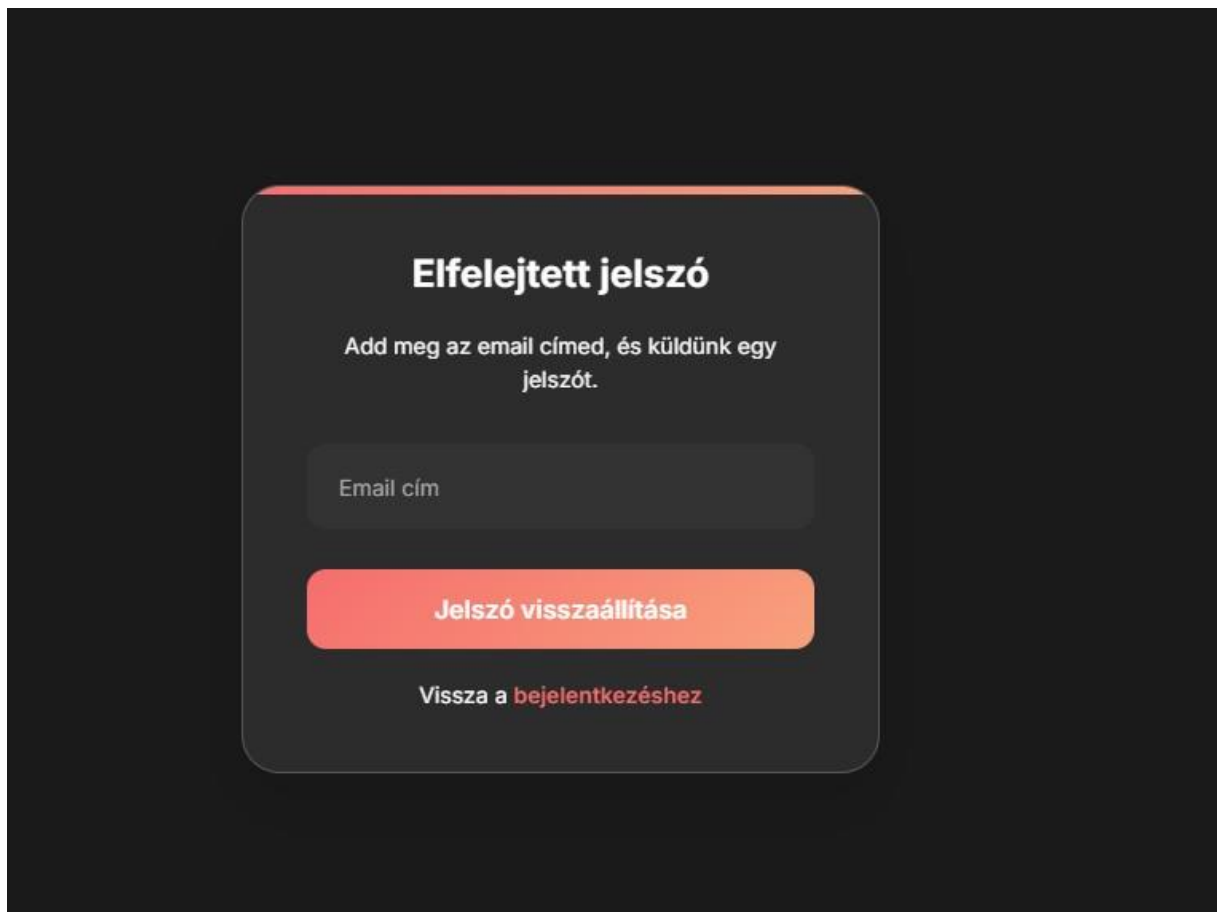 Elfelejtett jelszó
Add meg az email címed, és küldünk egy
jelszót.
Email cím
Jelszó visszaállítása
Vissza a bejelentkezéshez